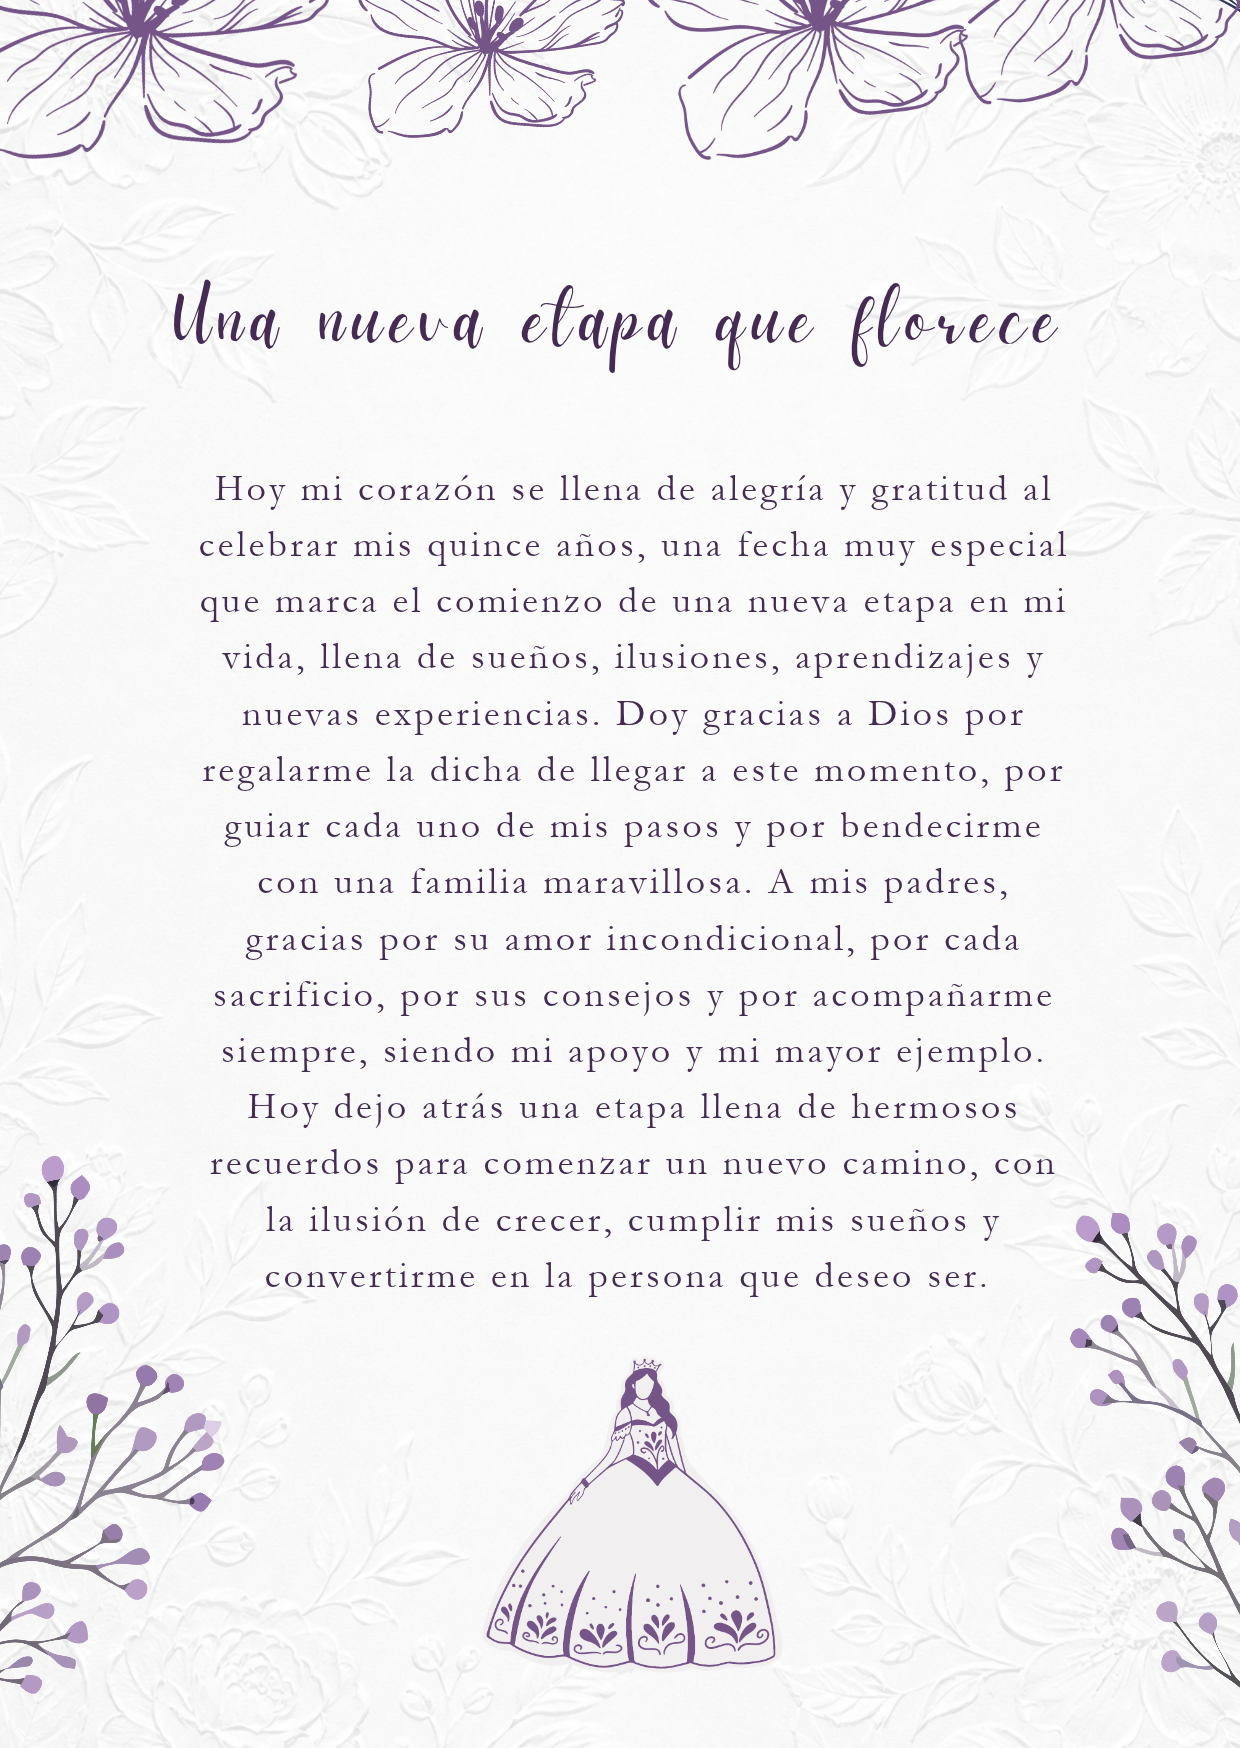 Una nueva etapa que florece
Hoy mi corazón se llena de alegría y gratitud al
celebrar mis quince años, una fecha muy especial
que marca el comienzo de una nueva etapa en mi
vida, llena de sueños, ilusiones, aprendizajes y
nuevas experiencias. Doy gracias a Dios por
regalarme la dicha de llegar a este momento, por
guiar cada uno de mis pasos y por bendecirme
con una familia maravillosa. A mis padres,
gracias por su amor incondicional, por cada
sacrificio, por sus consejos y por acompañarme
siempre, siendo mi apoyo y mi mayor ejemplo.
Hoy dejo atrás una etapa llena de hermosos
recuerdos para comenzar un nuevo camino, con
la ilusión de crecer, cumplir mis sueños y
convertirme en la persona que deseo ser.